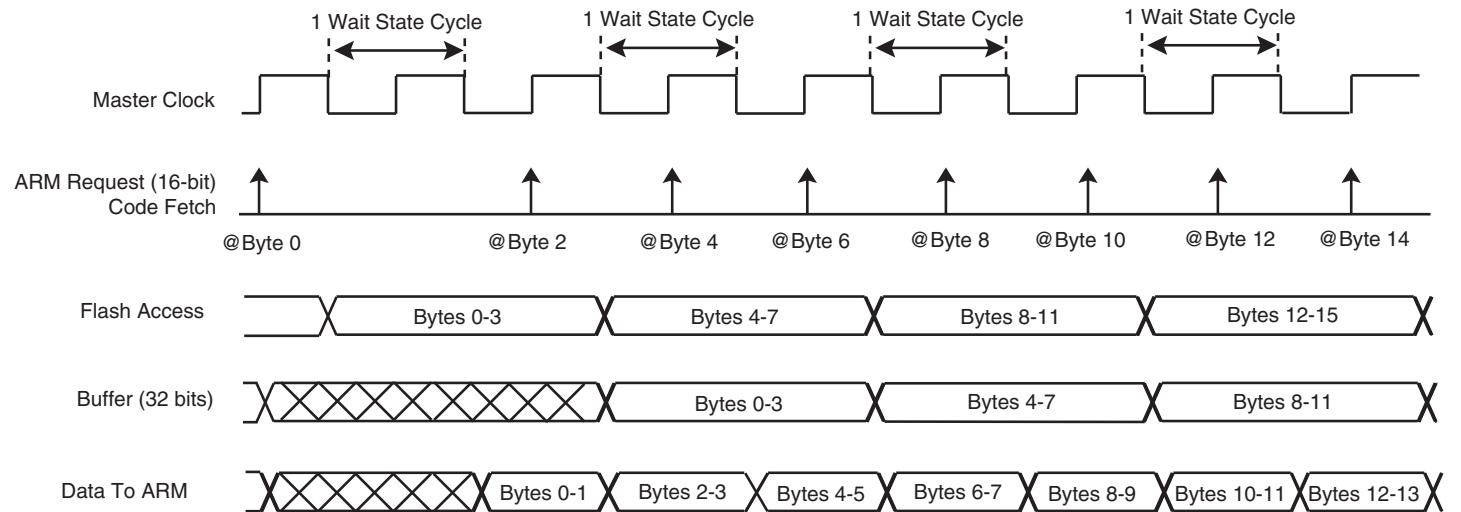 1 Wait State Cycle
1 Wait State Cycle
1 Wait State Cycle
1 Wait State Cycle
Master Clock
ARM Request (16-bit)
Code Fetch
@Byte 0
@Byte 2
@Byte 4
@Byte 6
@Byte 8
@Byte 10
@Byte 12
@Byte 14
Flash Access
Bytes 0-3
Bytes 4-7
Bytes 8-11
Bytes 12-15
Buffer (32 bits)
Bytes 0-3
Bytes 4-7
Bytes 8-11
Data To ARM
Bytes 0-1
Bytes 2-3
Bytes 4-5
Bytes 6-7
Bytes 8-9
Bytes 10-11
Bytes 12-13